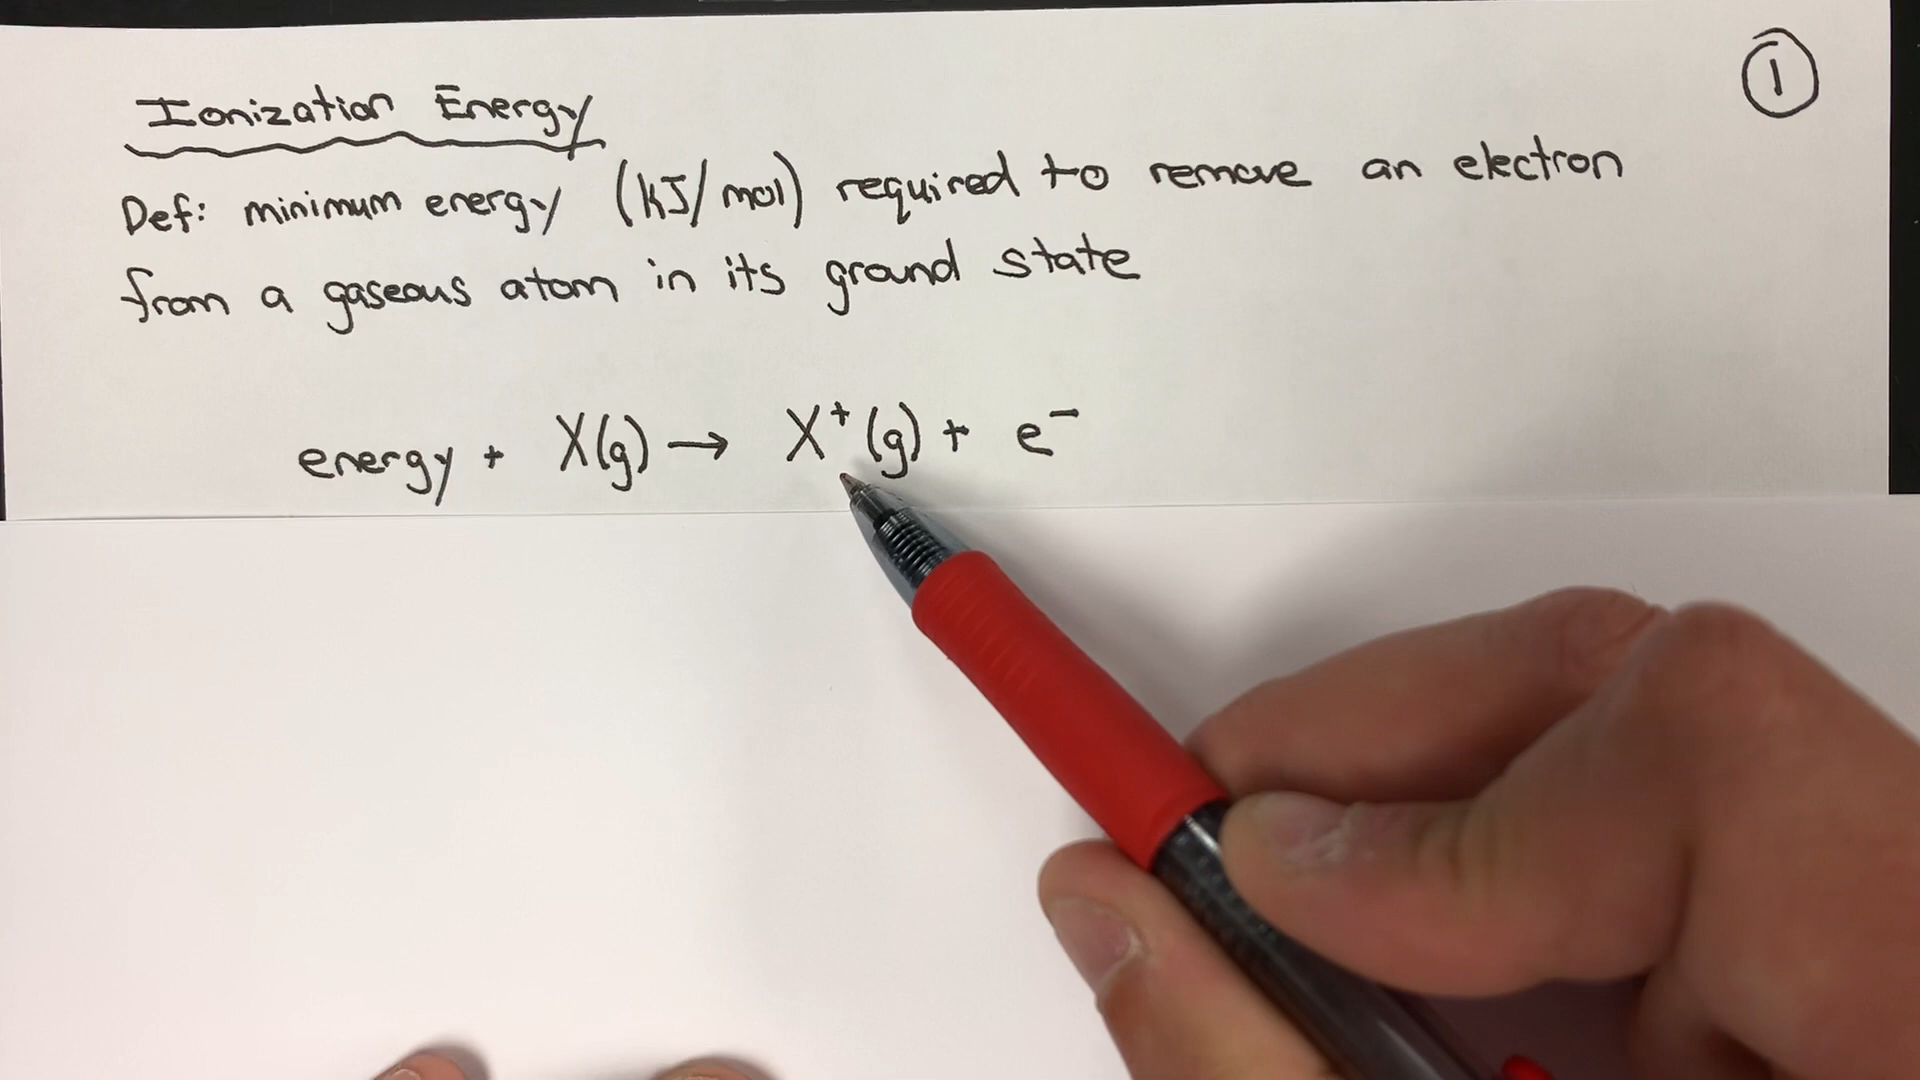 Ionization Energy
①
Def: minimum energy (kJ/mol) required to remove an electron
from a gaseous atom in its ground state
energy + X(g) → X⁺(g) + e⁻